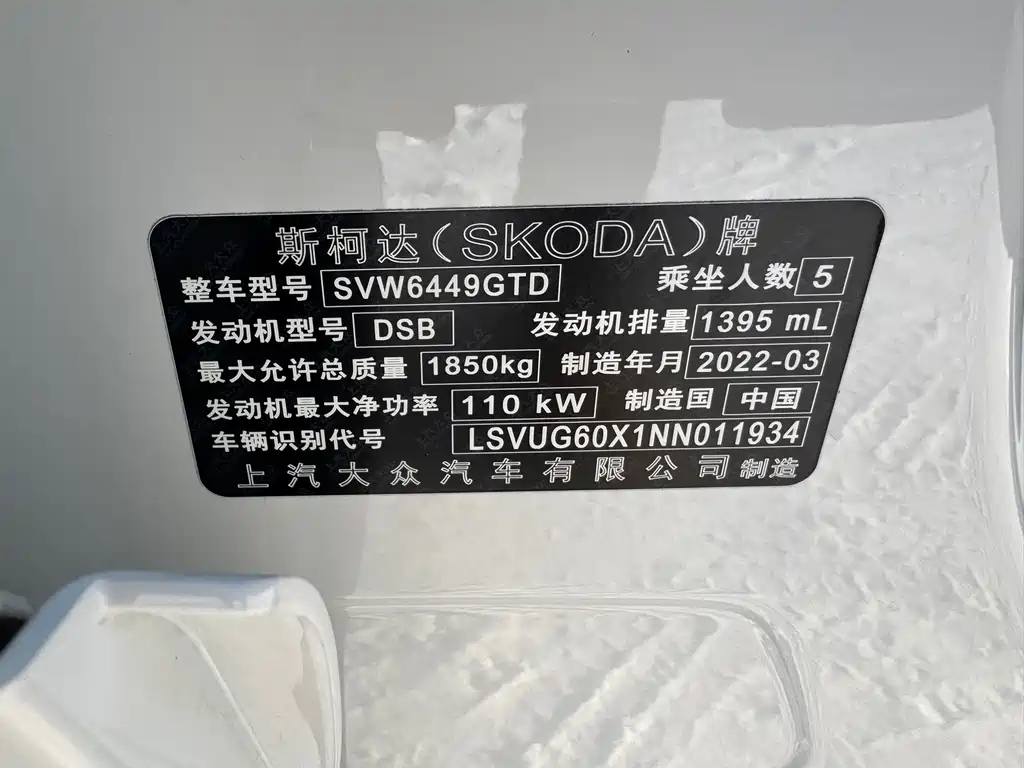 斯柯达(SKODA)牌
整车型号 SVW6449GTD 乘坐人数 5
发动机型号 DSB 发动机排量 1395 mL
最大允许总质量 1850kg 制造年月 2022-03
发动机最大净功率 110 kW 制造国 中国
车辆识别代号 LSVUG60X1NN011934
上汽大众汽车有限公司制造